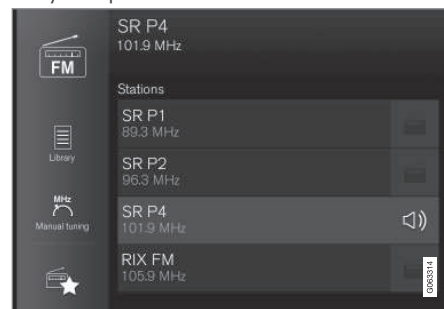 SR P4
101.9 MHz
FM
Stations
SR P1
89.3 MHz
Library
SR P2
96.3 MHz
MHz
Manual tuning
SR P4
101.9 MHz
RIX FM
105.9 MHz
G063314